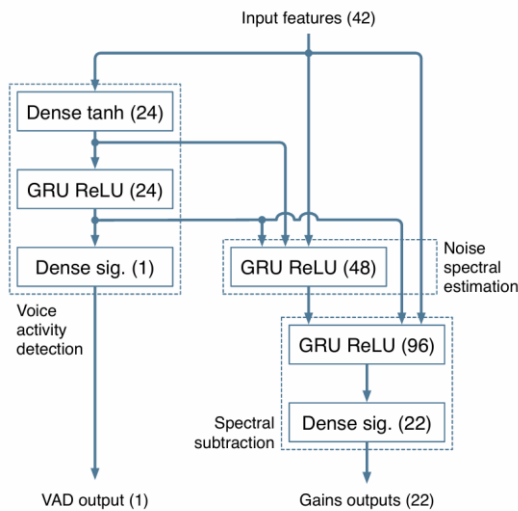 Input features (42)
Dense tanh (24)
GRU ReLU (24)
Dense sig. (1)
Voice
activity
detection
GRU ReLU (48)
Noise
spectral
estimation
GRU ReLU (96)
Dense sig. (22)
Spectral
subtraction
VAD output (1)
Gains outputs (22)